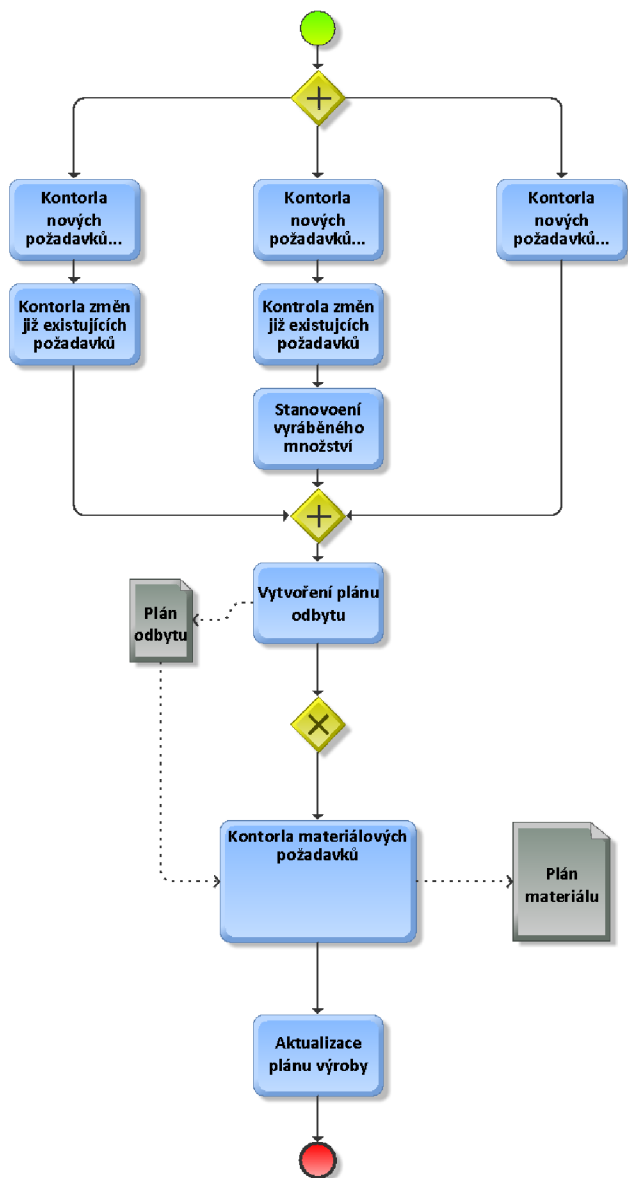 Kontorla
nových
požadavků...
Kontorla
nových
požadavků...
Kontorla
nových
požadavků...
Kontorla změn
již existujících
požadavků
Kontrola změn
již existujcích
požadavků
Stanovoení
vyráběného
množství
Vytvoření plánu
odbytu
Plán
odbytu
Kontorla materiálových
požadavků
Plán
materiálu
Aktualizace
plánu výroby